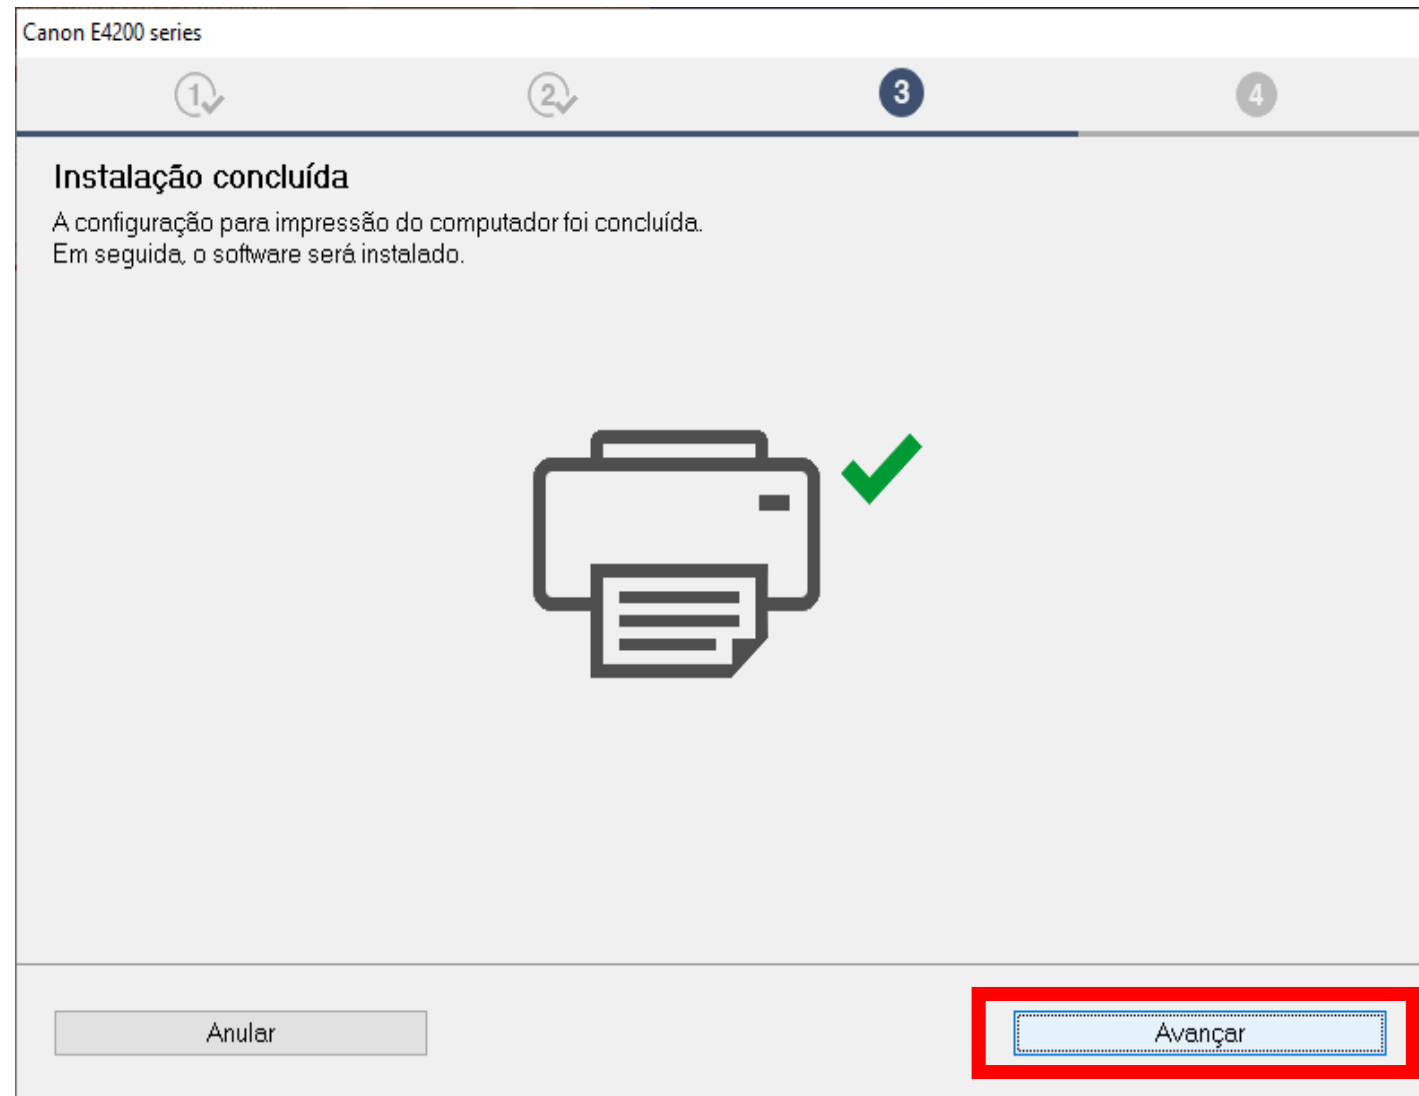 Canon E4200 series
1 2 3 4
Instalação concluída
A configuração para impressão do computador foi concluída.
Em seguida, o software será instalado.
Anular Avançar